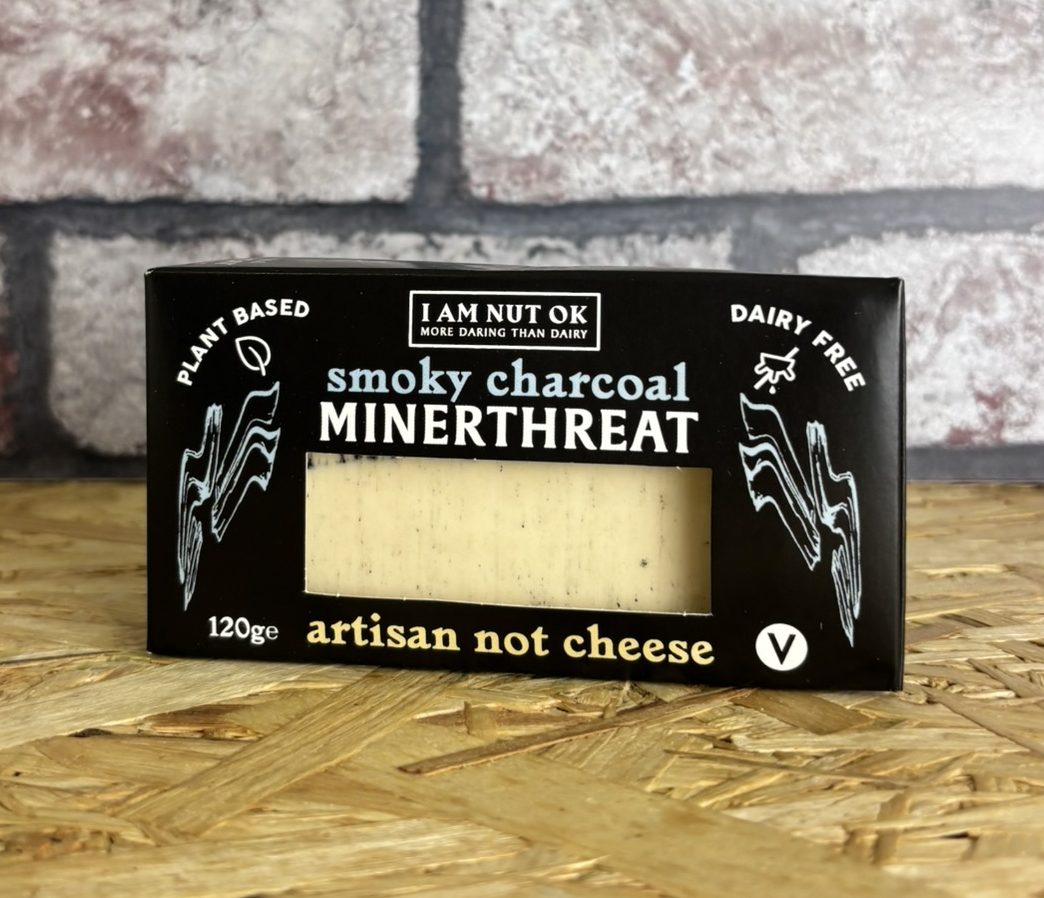 PLANT BASED
I AM NUT OK
MORE DARING THAN DAIRY
DAIRY FREE
smoky charcoal
MINERTHREAT
120ge
artisan not cheese
V